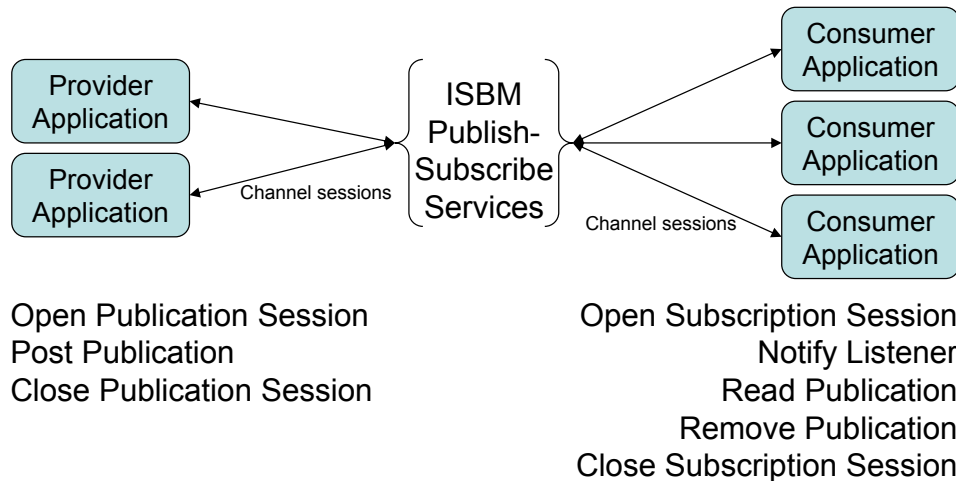 Provider
Application
Provider
Application
Channel sessions
ISBM
Publish-
Subscribe
Services
Channel sessions
Consumer
Application
Consumer
Application
Consumer
Application
Open Publication Session
Post Publication
Close Publication Session
Open Subscription Session
Notify Listener
Read Publication
Remove Publication
Close Subscription Session